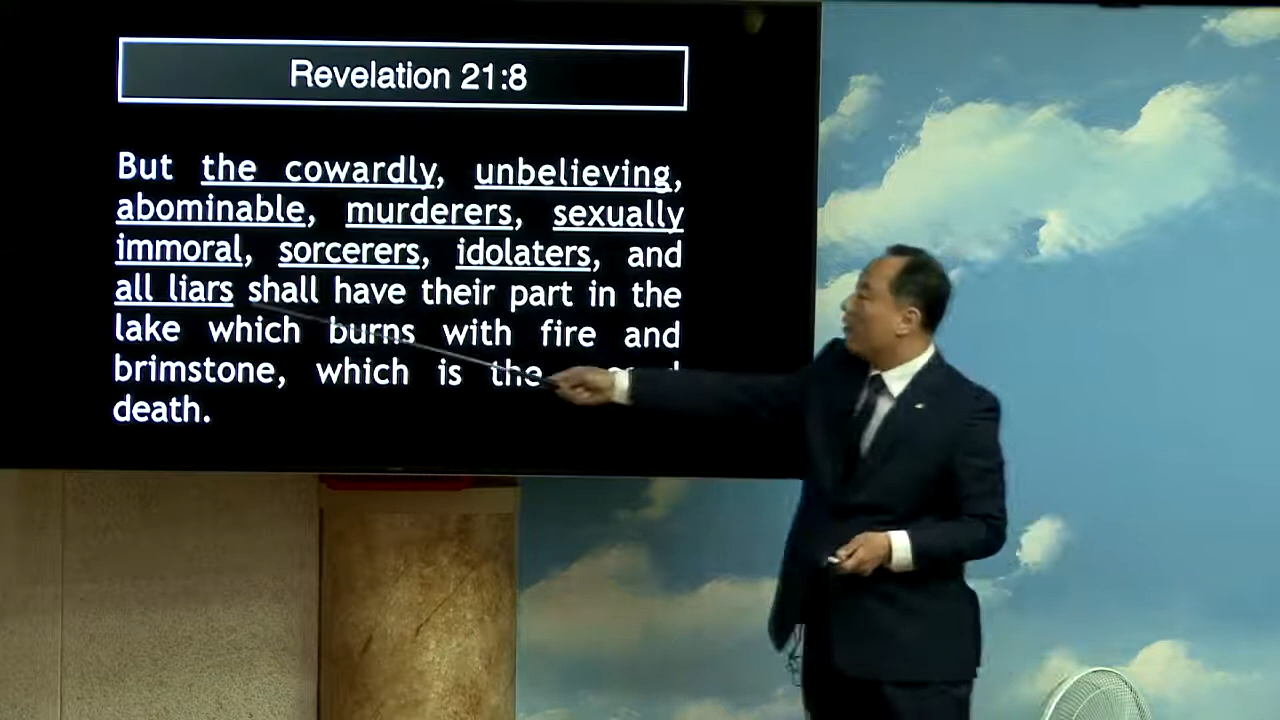 Revelation 21:8
But the cowardly, unbelieving,
abominable, murderers, sexually
immoral, sorcerers, idolaters, and
all liars shall have their part in the
lake which burns with fire and
brimstone, which is the
death.